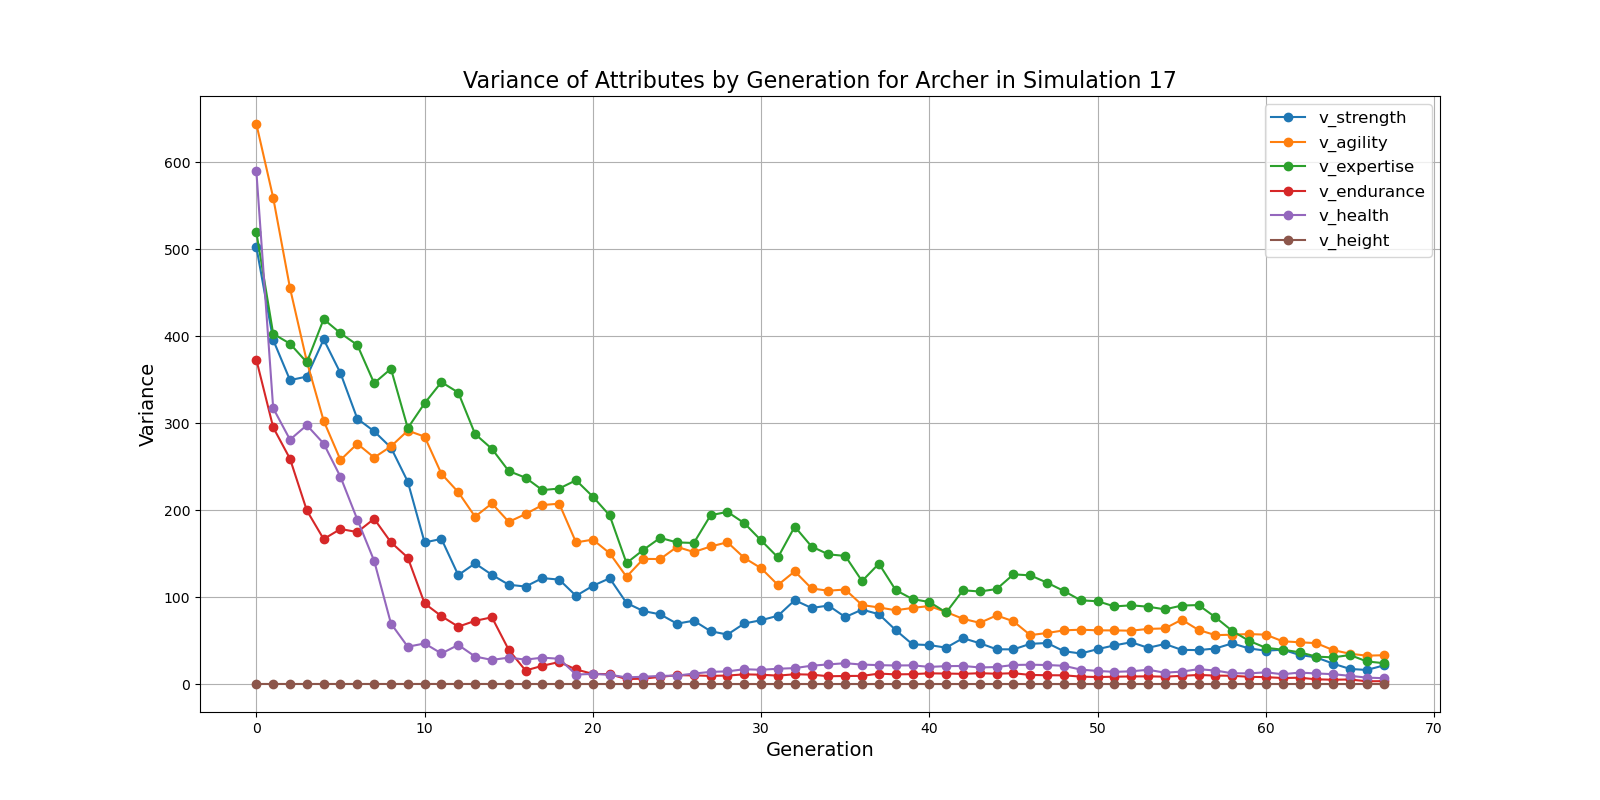 Variance of Attributes by Generation for Archer in Simulation 17
v_strength
v_agility
v_expertise
v_endurance
v_health
v_height
Variance
600
500
400
300
200
100
0
0 10 20 30 40 50 60 70
Generation